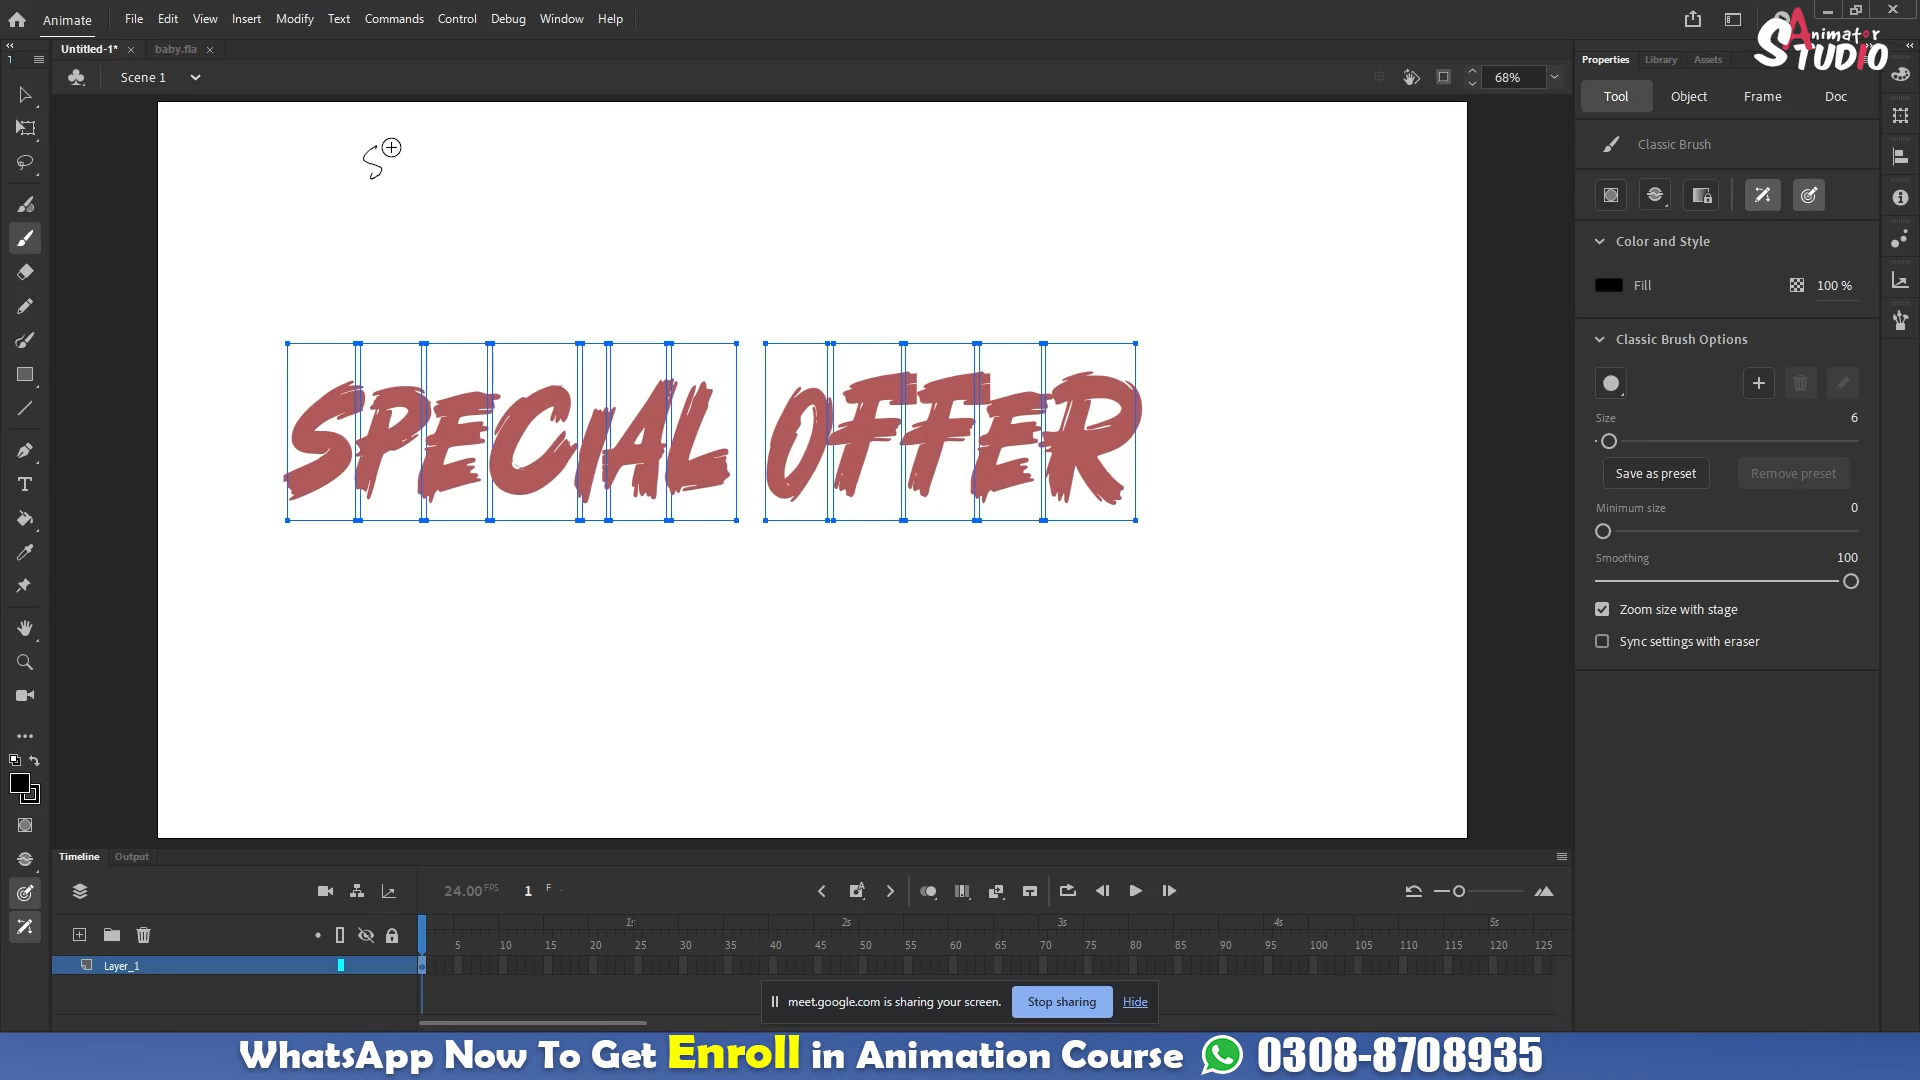 Animate File Edit View Insert Modify Text Commands Control Debug Window Help
Animator STUDIO
Untitled-1* × baby.fla ×
Scene 1
68%
Properties Library Assets
Tool Object Frame Doc
Classic Brush
Color and Style
Fill 100 %
Classic Brush Options
Size 6
Save as preset Remove preset
Minimum size 0
Smoothing 100
Zoom size with stage
Sync settings with eraser
S
SPECIAL OFFER
Timeline Output
24.00 FPS 1 F
1s 2s 3s 4s 5s
5 10 15 20 25 30 35 40 45 50 55 60 65 70 75 80 85 90 95 100 105 110 115 120 125
Layer_1
meet.google.com is sharing your screen. Stop sharing Hide
WhatsApp Now To Get Enroll in Animation Course 0308-8708935